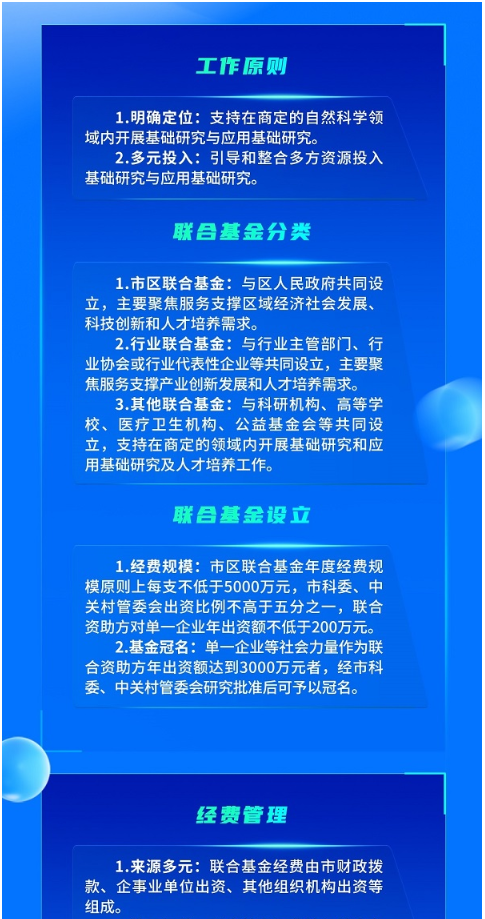 工作原则
1.明确定位：支持在商定的自然科学领
域内开展基础研究与应用基础研究。
2.多元投入：引导和整合多方资源投入
基础研究与应用基础研究。
联合基金分类
1.市区联合基金：与区人民政府共同设
立，主要聚焦服务支撑区域经济社会发展、
科技创新和人才培养需求。
2.行业联合基金：与行业主管部门、行
业协会或行业代表性企业等共同设立，主要聚
焦服务支撑产业创新发展和人才培养需求。
3.其他联合基金：与科研机构、高等学
校、医疗卫生机构、公益基金会等共同设
立，支持在商定的领域内开展基础研究和应
用基础研究及人才培养工作。
联合基金设立
1.经费规模：市区联合基金年度经费规
模原则上每支不低于5000万元，市科委、中
关村管委会出资比例不高于五分之一，联合
资助方对单一企业年出资额不低于200万元。
2.基金冠名：单一企业等社会力量作为联
合资助方年出资额达到3000万元者，经市科
委、中关村管委会研究批准后可予以冠名。
经费管理
1.来源多元：联合基金经费由市财政拨
款、企事业单位出资、其他组织机构出资等
组成。